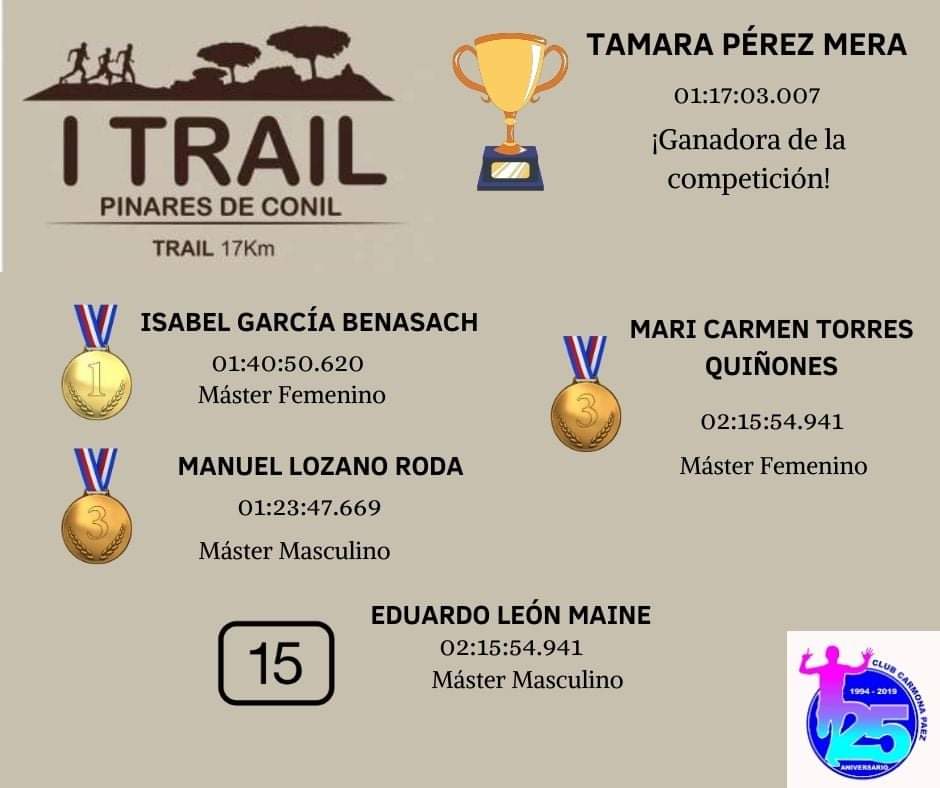 I TRAIL
PINARES DE CONIL
TRAIL 17Km
TAMARA PÉREZ MERA
01:17:03.007
¡Ganadora de la
competición!
1
ISABEL GARCÍA BENASACH
01:40:50.620
Máster Femenino
3
MARI CARMEN TORRES
QUIÑONES
02:15:54.941
Máster Femenino
3
MANUEL LOZANO RODA
01:23:47.669
Máster Masculino
15
EDUARDO LEÓN MAINE
02:15:54.941
Máster Masculino
CLUB CARMONA PAEZ
1994 - 2019
25
ANIVERSARIO